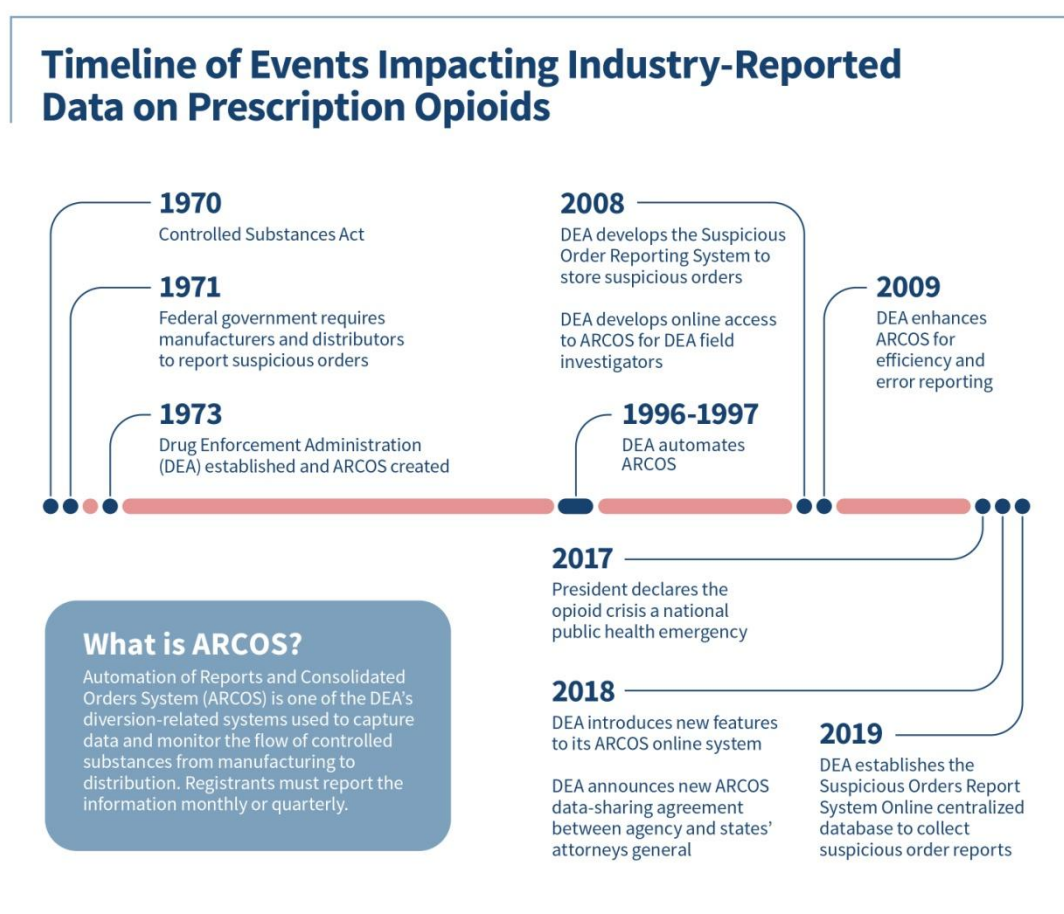 Timeline of Events Impacting Industry-Reported
Data on Prescription Opioids
1970
Controlled Substances Act
1971
Federal government requires
manufacturers and distributors
to report suspicious orders
1973
Drug Enforcement Administration
(DEA) established and ARCOS created
2008
DEA develops the Suspicious
Order Reporting System to
store suspicious orders
DEA develops online access
to ARCOS for DEA field
investigators
1996-1997
DEA automates
ARCOS
2009
DEA enhances
ARCOS for
efficiency and
error reporting
What is ARCOS?
Automation of Reports and Consolidated
Orders System (ARCOS) is one of the DEA's
diversion-related systems used to capture
data and monitor the flow of controlled
substances from manufacturing to
distribution. Registrants must report the
information monthly or quarterly.
2017
President declares the
opioid crisis a national
public health emergency
2018
DEA introduces new features
to its ARCOS online system
DEA announces new ARCOS
data-sharing agreement
between agency and states'
attorneys general
2019
DEA establishes the
Suspicious Orders Report
System Online centralized
database to collect
suspicious order reports